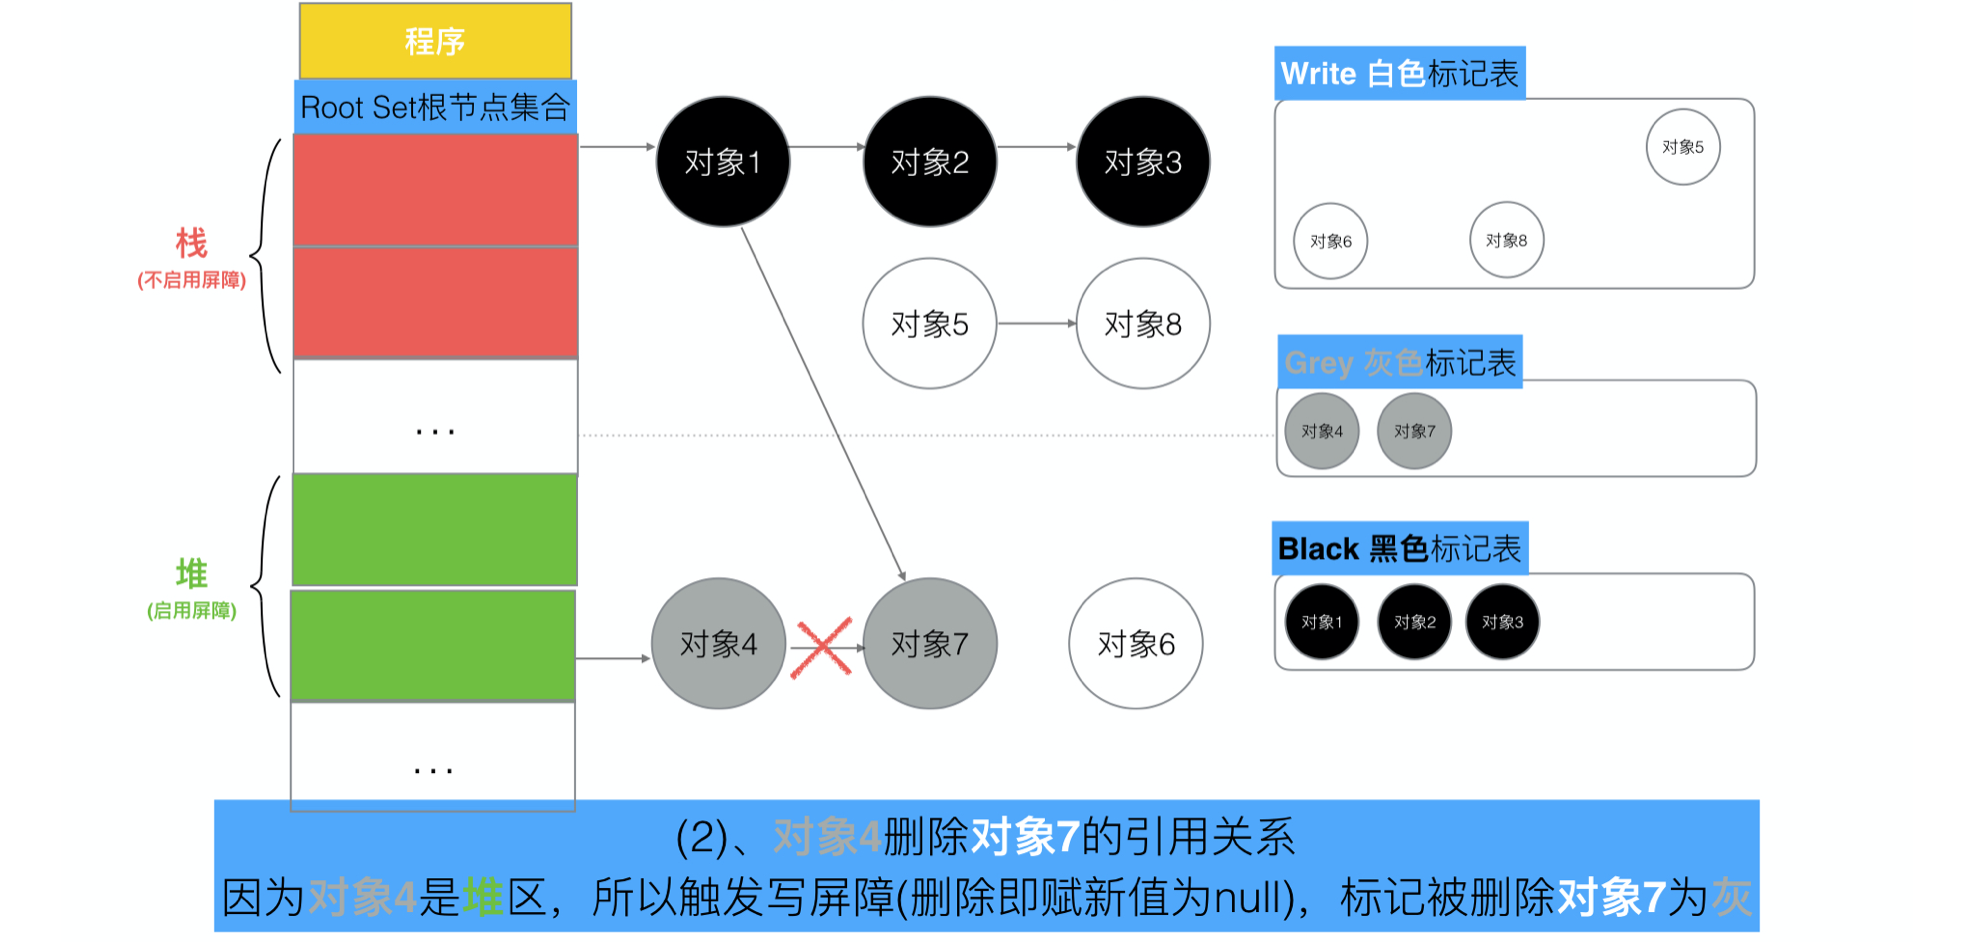 程序
Root Set根节点集合
栈
(不启用屏障)
...
堆
(启用屏障)
...
对象1
对象2
对象3
对象5
对象8
对象4
对象7
对象6
Write 白色标记表
对象5
对象6
对象8
Grey 灰色标记表
对象4
对象7
Black 黑色标记表
对象1
对象2
对象3
(2)、对象4删除对象7的引用关系
因为对象4是堆区，所以触发写屏障(删除即赋新值为null)，标记被删除对象7为灰